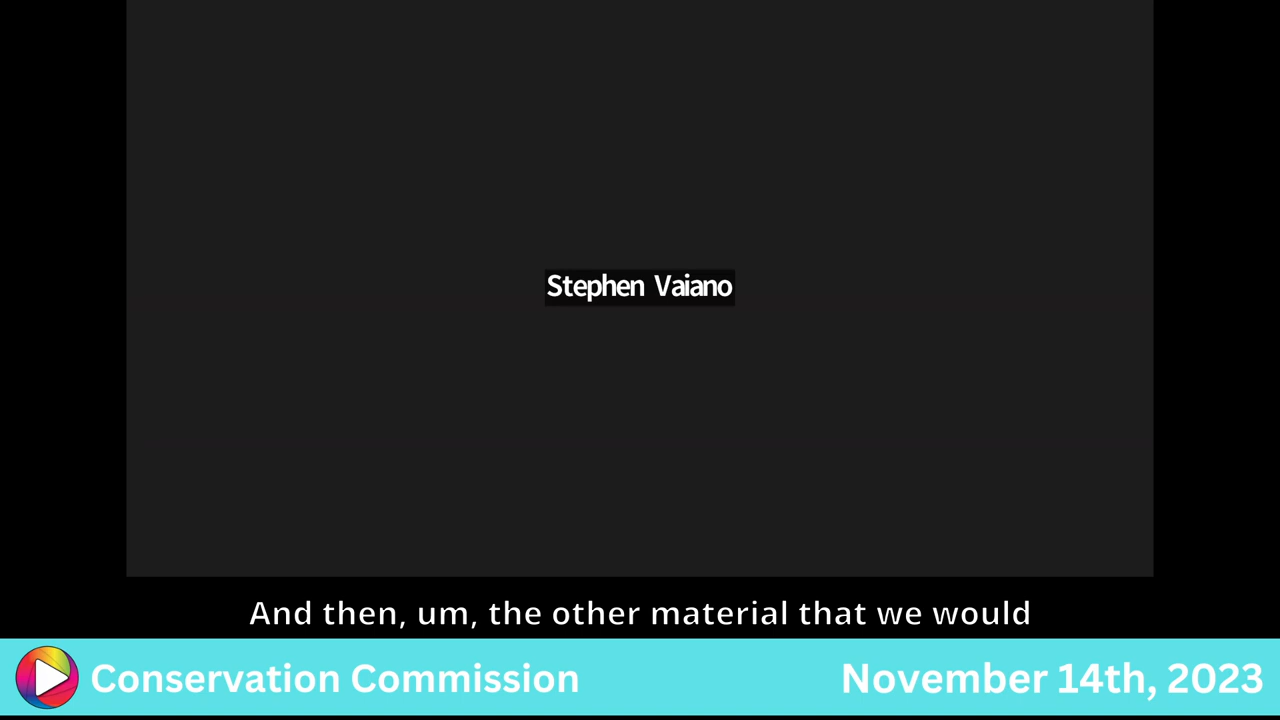 Stephen Vaiano
And then, um, the other material that we would
Conservation Commission
November 14th, 2023